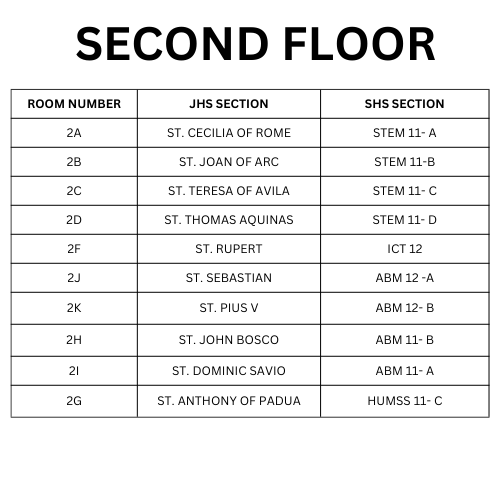 SECOND FLOOR
ROOM NUMBER JHS SECTION SHS SECTION
2A ST. CECILIA OF ROME STEM 11- A
2B ST. JOAN OF ARC STEM 11-B
2C ST. TERESA OF AVILA STEM 11- C
2D ST. THOMAS AQUINAS STEM 11- D
2F ST. RUPERT ICT 12
2J ST. SEBASTIAN ABM 12 -A
2K ST. PIUS V ABM 12- B
2H ST. JOHN BOSCO ABM 11- B
2I ST. DOMINIC SAVIO ABM 11- A
2G ST. ANTHONY OF PADUA HUMSS 11- C